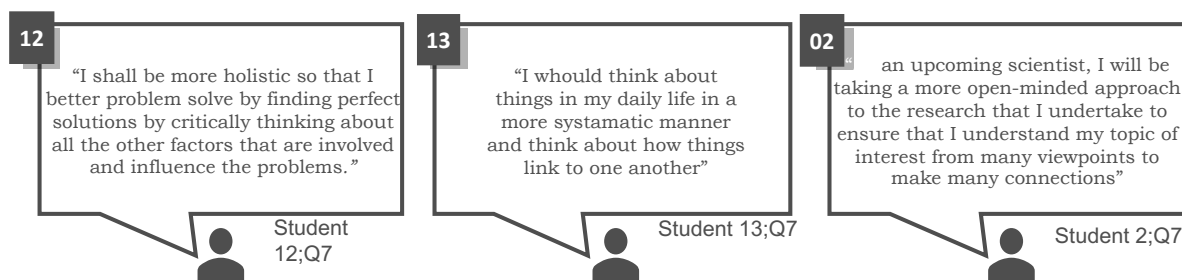 12
“I shall be more holistic so that I
better problem solve by finding perfect
solutions by critically thinking about
all the other factors that are involved
and influence the problems.”
Student
12;Q7
13
“I whould think about
things in my daily life in a
more systamatic manner
and think about how things
link to one another”
Student 13;Q7
02
“ an upcoming scientist, I will be
taking a more open-minded approach
to the research that I undertake to
ensure that I understand my topic of
interest from many viewpoints to
make many connections”
Student 2;Q7